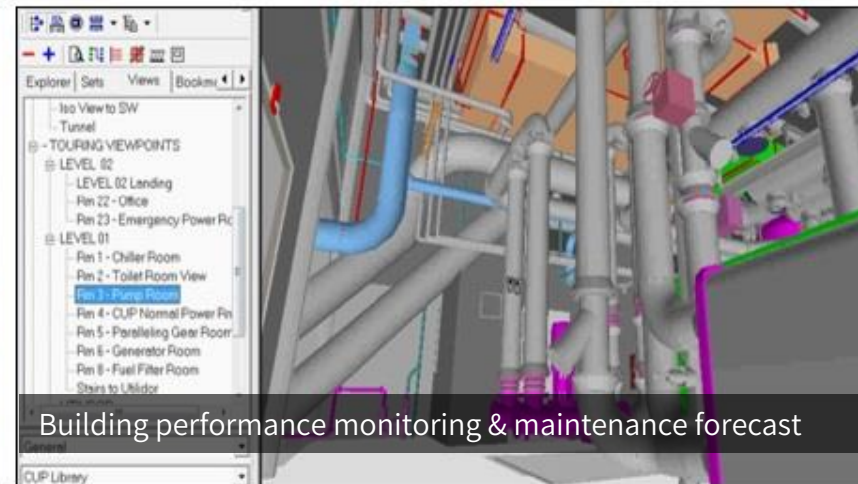 Explorer Sets Views Bookm
Iso View to SW
Tunnel
- TOURING VIEWPOINTS
LEVEL 02
LEVEL 02 Landing
Rm 22 - Office
Rm 23 - Emergency Power Rc
LEVEL 01
Rm 1 - Chiller Room
Rm 2 - Toilet Room View
Rm 3 - Pump Room
Rm 4 - CUP Normal Power Rm
Rm 5 - Paralleling Gear Room
Rm 6 - Generator Room
Rm 8 - Fuel Filter Room
Stairs to Utilidor
Building performance monitoring & maintenance forecast
General
CUP Library